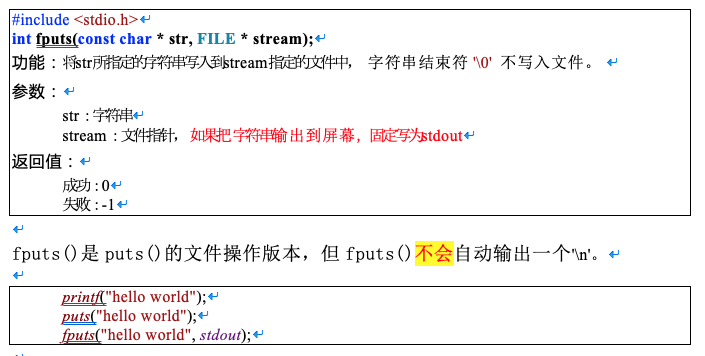 #include <stdio.h>
int fputs(const char * str, FILE * stream);
功能：将str所指定的字符串写入到stream指定的文件中， 字符串结束符 '\0' 不写入文件。
参数：
str：字符串
stream：文件指针，如果把字符串输出到屏幕，固定写为stdout
返回值：
成功：0
失败：-1
fputs()是 puts()的文件操作版本，但 fputs()不会自动输出一个'\n'。
printf("hello world");
puts("hello world");
fputs("hello world", stdout);